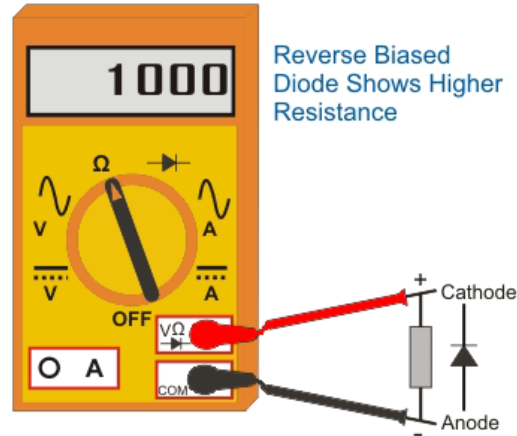 1000
Reverse Biased
Diode Shows Higher
Resistance
Ω
V
A
V
A
OFF
VΩ
COM
A
+
Cathode
Anode
-